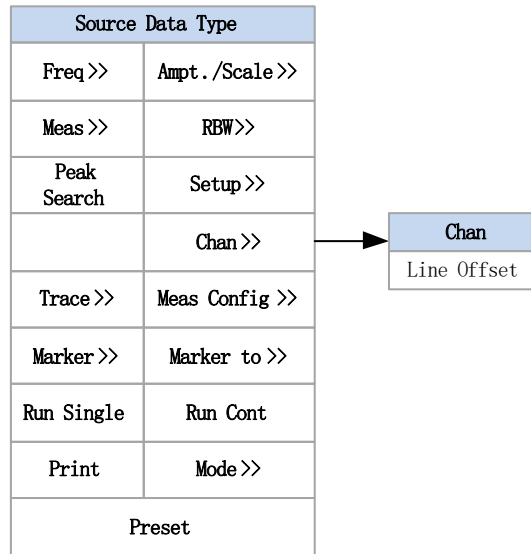 Source Data Type
Freq>> Ampt./Scale>>
Meas>> RBW>>
Peak
Search
Setup>>
Chan>>
Chan
Line Offset
Trace>> Meas Config >>
Marker>> Marker to >>
Run Single Run Cont
Print Mode>>
Preset